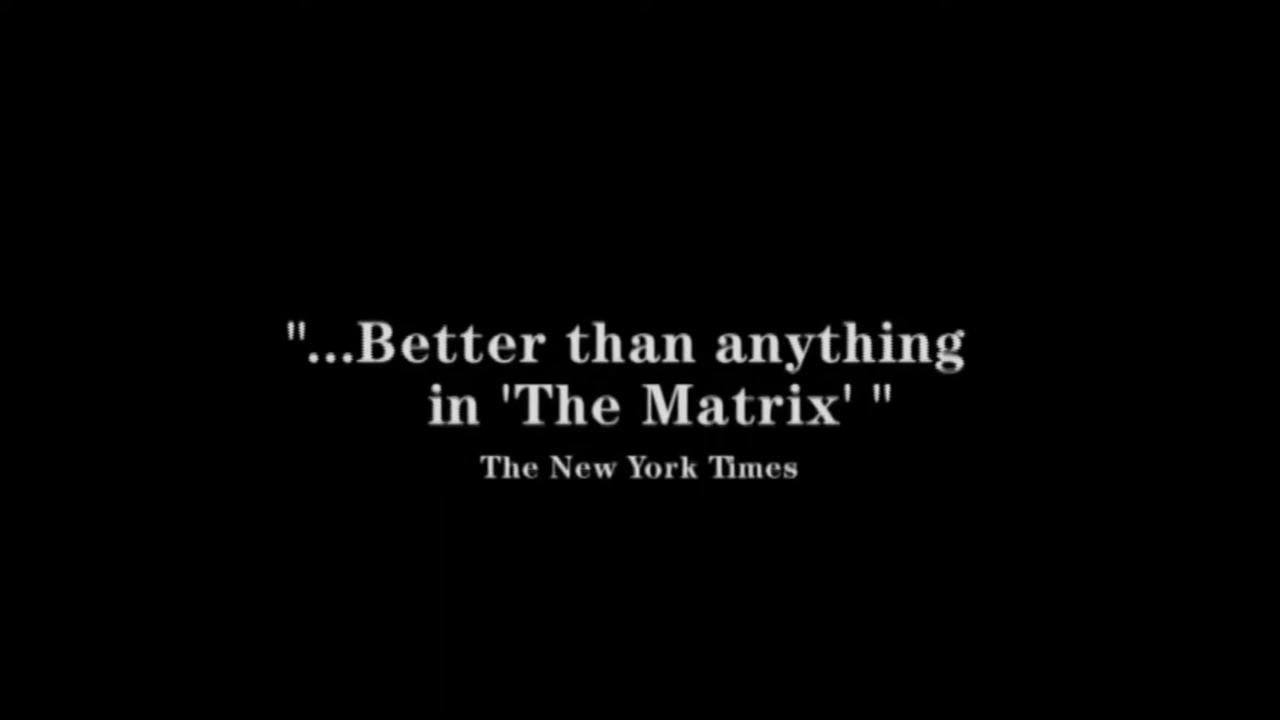 "...Better than anything
in 'The Matrix' "
The New York Times